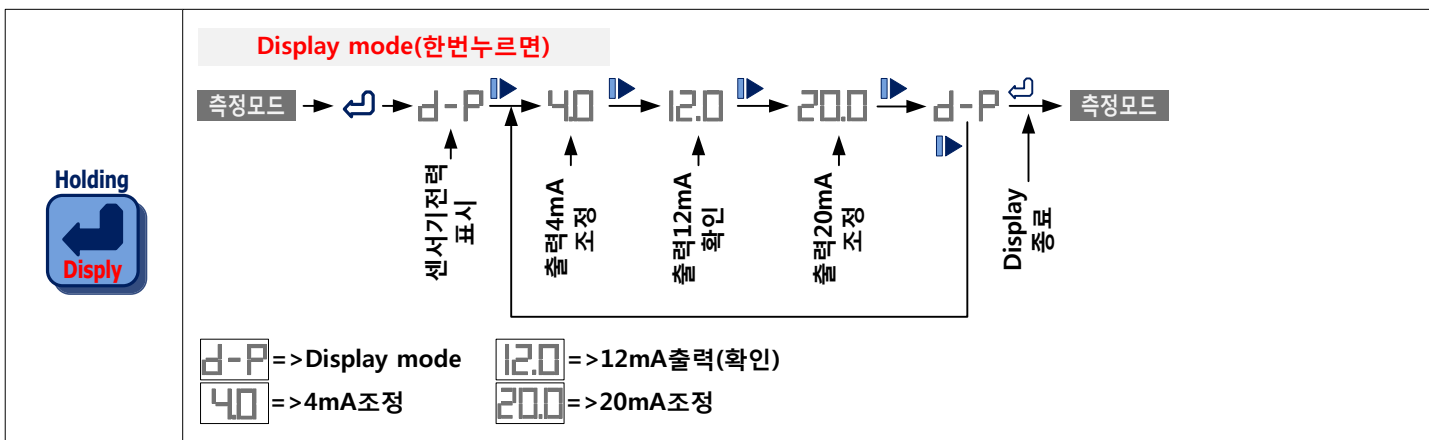 Holding
Disply
Display mode(한번누르면)
측정모드 d-P 4.0 12.0 20.0 d-P 측정모드
센서기전력
표시
출력4mA
조정
출력12mA
확인
출력20mA
조정
Display
종료
d-P =>Display mode 12.0 =>12mA출력(확인)
4.0 =>4mA조정 20.0 =>20mA조정